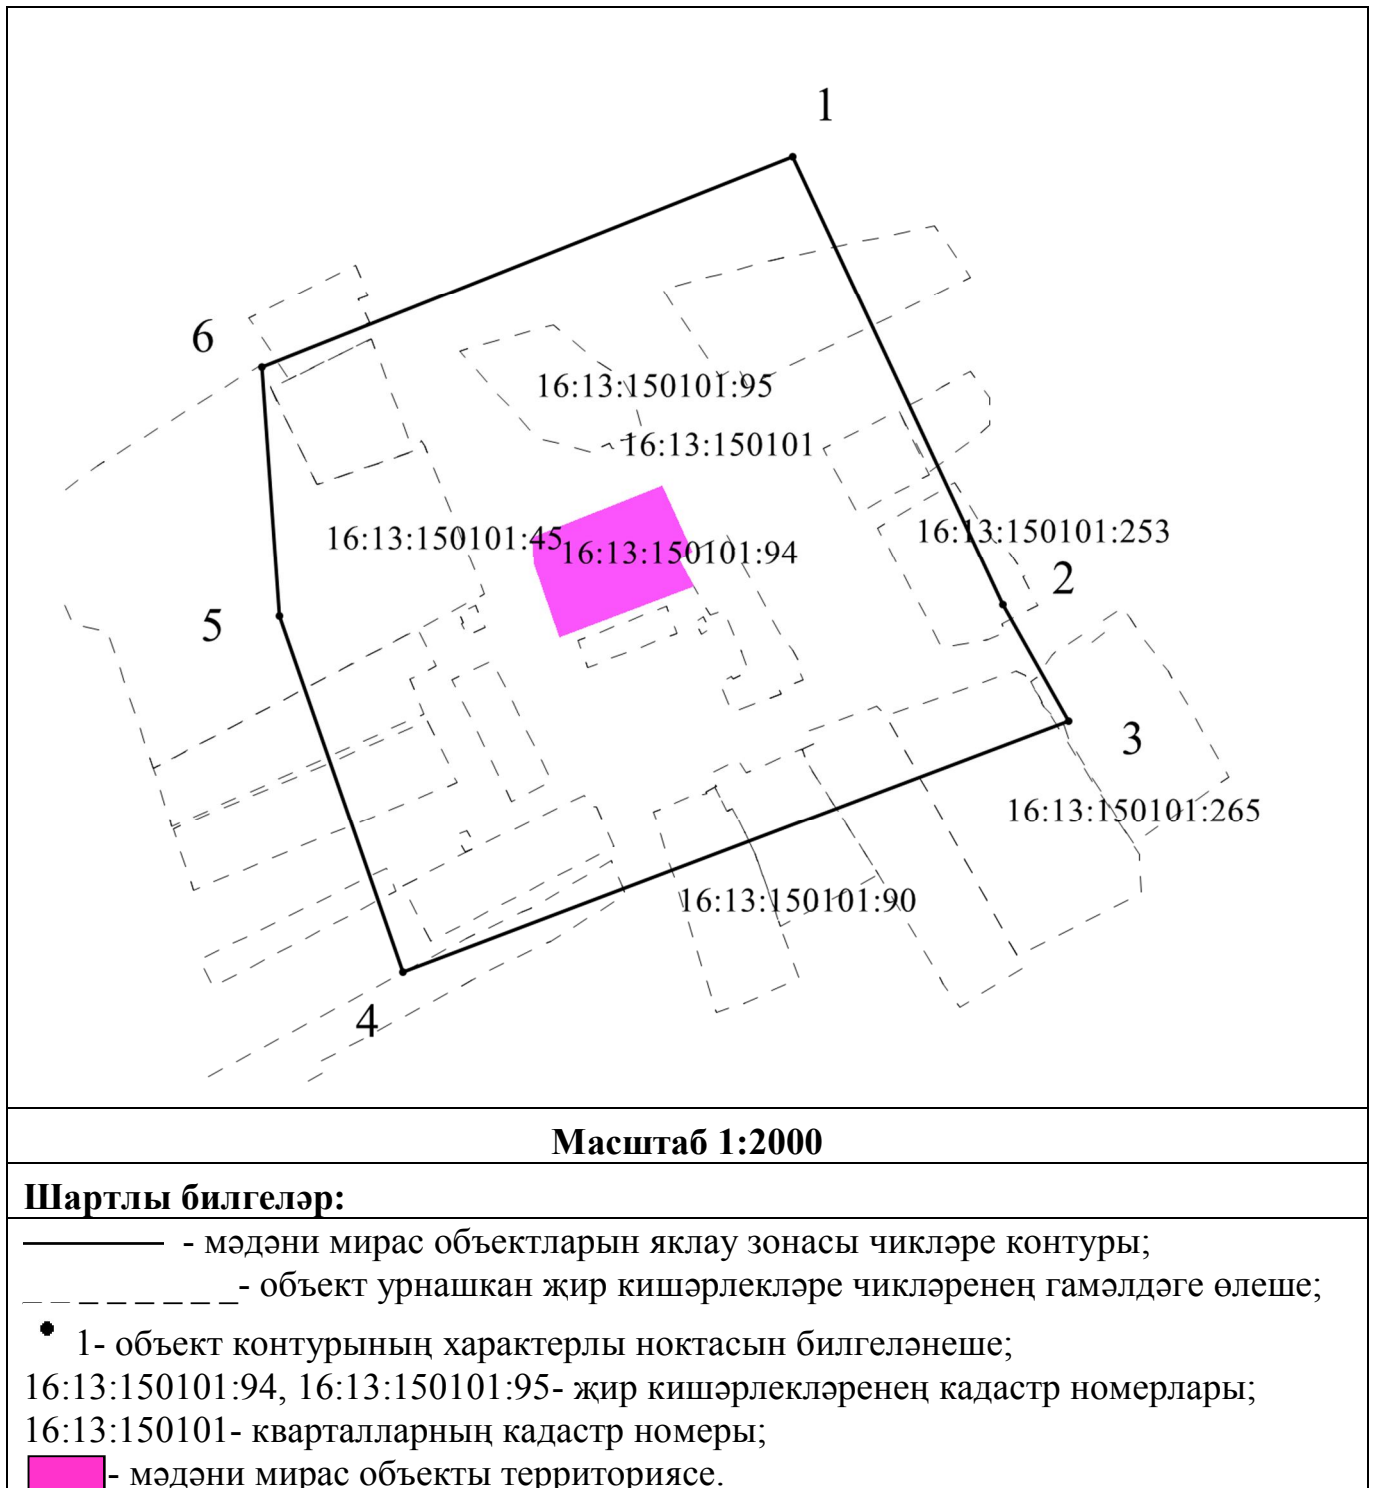 1
6
16:13:150101:95
16:13:150101
16:13:150101:45
16:13:150101:94
16:13:150101:253
2
5
3
16:13:150101:265
16:13:150101:90
4
Масштаб 1:2000
Шартлы билгеләр:
- мәдәни мирас объектларын яклау зонасы чикләре контуры;
- объект урнашкан җир кишәрлекләре чикләренең гамәлдәге өлеше;
1- объект контурының характерлы ноктасын билгеләнеше;
16:13:150101:94, 16:13:150101:95- җир кишәрлекләренең кадастр номерлары;
16:13:150101- кварталларның кадастр номеры;
- мәдәни мирас объекты территориясе.